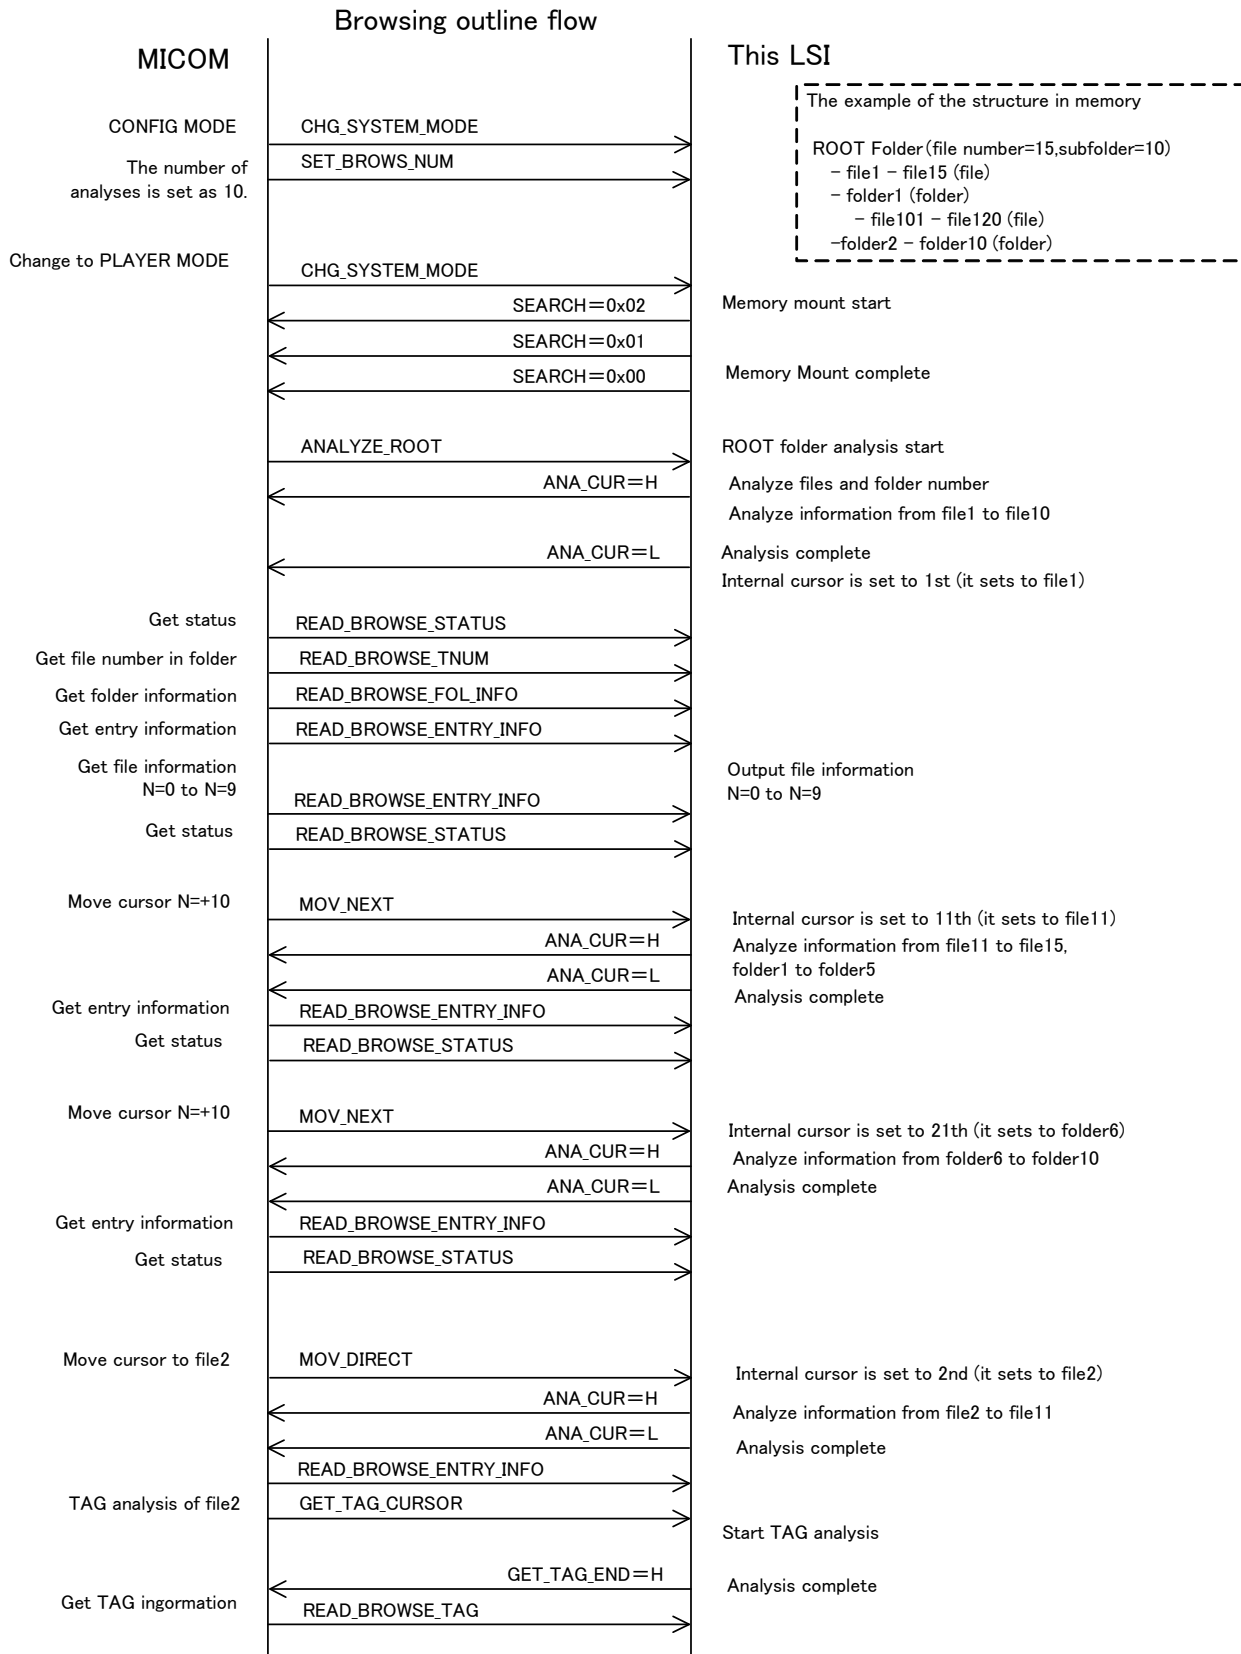 Browsing outline flow
MICOM
This LSI
The example of the structure in memory
ROOT Folder(file number=15,subfolder=10)
- file1 - file15 (file)
- folder1 (folder)
- file101 - file120 (file)
-folder2 - folder10 (folder)
CONFIG MODE
CHG_SYSTEM_MODE
The number of
analyses is set as 10.
SET_BROWS_NUM
Change to PLAYER MODE
CHG_SYSTEM_MODE
SEARCH=0x02
Memory mount start
SEARCH=0x01
SEARCH=0x00
Memory Mount complete
ANALYZE_ROOT
ROOT folder analysis start
ANA_CUR=H
Analyze files and folder number
Analyze information from file1 to file10
ANA_CUR=L
Analysis complete
Internal cursor is set to 1st (it sets to file1)
Get status
READ_BROWSE_STATUS
Get file number in folder
READ_BROWSE_TNUM
Get folder information
READ_BROWSE_FOL_INFO
Get entry information
READ_BROWSE_ENTRY_INFO
Get file information
N=0 to N=9
READ_BROWSE_ENTRY_INFO
Output file information
N=0 to N=9
Get status
READ_BROWSE_STATUS
Move cursor N=+10
MOV_NEXT
Internal cursor is set to 11th (it sets to file11)
ANA_CUR=H
Analyze information from file11 to file15,
folder1 to folder5
ANA_CUR=L
Analysis complete
Get entry information
READ_BROWSE_ENTRY_INFO
Get status
READ_BROWSE_STATUS
Move cursor N=+10
MOV_NEXT
Internal cursor is set to 21th (it sets to folder6)
ANA_CUR=H
Analyze information from folder6 to folder10
ANA_CUR=L
Analysis complete
Get entry information
READ_BROWSE_ENTRY_INFO
Get status
READ_BROWSE_STATUS
Move cursor to file2
MOV_DIRECT
Internal cursor is set to 2nd (it sets to file2)
ANA_CUR=H
Analyze information from file2 to file11
ANA_CUR=L
Analysis complete
READ_BROWSE_ENTRY_INFO
TAG analysis of file2
GET_TAG_CURSOR
Start TAG analysis
GET_TAG_END=H
Analysis complete
Get TAG ingormation
READ_BROWSE_TAG